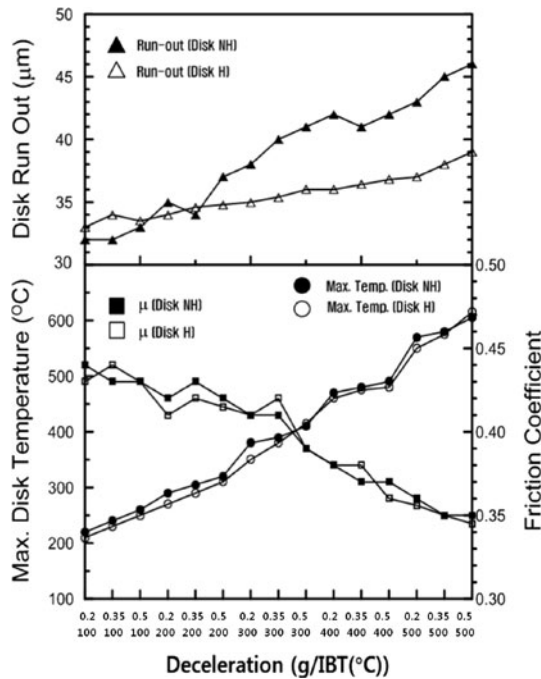 50
45
40
35
30
Disk Run Out (μm)
Run-out (Disk NH)
Run-out (Disk H)
600
500
400
300
200
100
Max. Disk Temperature (°C)
μ (Disk NH)
μ (Disk H)
Max. Temp. (Disk NH)
Max. Temp. (Disk H)
0.50
0.45
0.40
0.35
0.30
Friction Coefficient
0.2 0.35 0.5 0.2 0.35 0.5 0.2 0.35 0.5 0.2 0.35 0.5 0.2 0.35 0.5
100 100 100 200 200 200 300 300 300 400 400 400 500 500 500
Deceleration (g/IBT(°C))